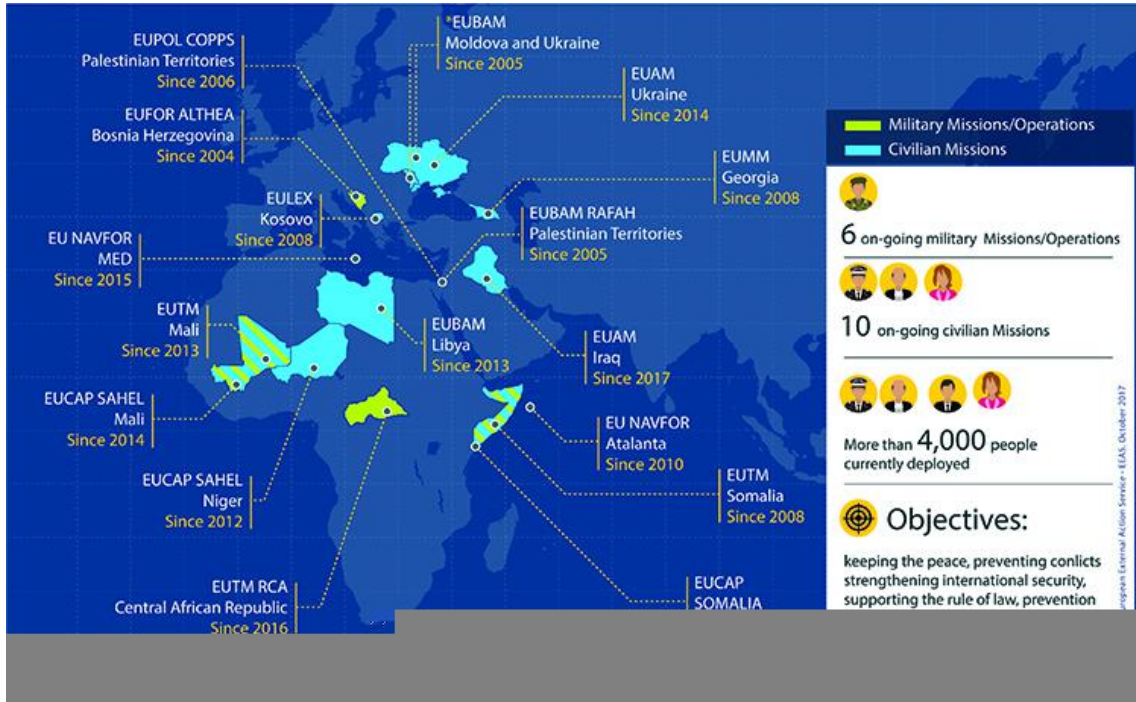 *EUBAM
Moldova and Ukraine
Since 2005
EUPOL COPPS
Palestinian Territories
Since 2006
EUAM
Ukraine
Since 2014
EUFOR ALTHEA
Bosnia Herzegovina
Since 2004
EUMM
Georgia
Since 2008
EULEX
Kosovo
Since 2008
EUBAM RAFAH
Palestinian Territories
Since 2005
EU NAVFOR
MED
Since 2015
EUTM
Mali
Since 2013
EUBAM
Libya
Since 2013
EUAM
Iraq
Since 2017
EUCAP SAHEL
Mali
Since 2014
EU NAVFOR
Atalanta
Since 2010
EUCAP SAHEL
Niger
Since 2012
EUTM
Somalia
Since 2008
EUTM RCA
Central African Republic
Since 2016
EUCAP
SOMALIA
Military Missions/Operations
Civilian Missions
6 on-going military Missions/Operations
10 on-going civilian Missions
More than 4,000 people
currently deployed
Objectives:
keeping the peace, preventing conlicts
strengthening international security,
supporting the rule of law, prevention
External Action Service - EEAS. October 2017